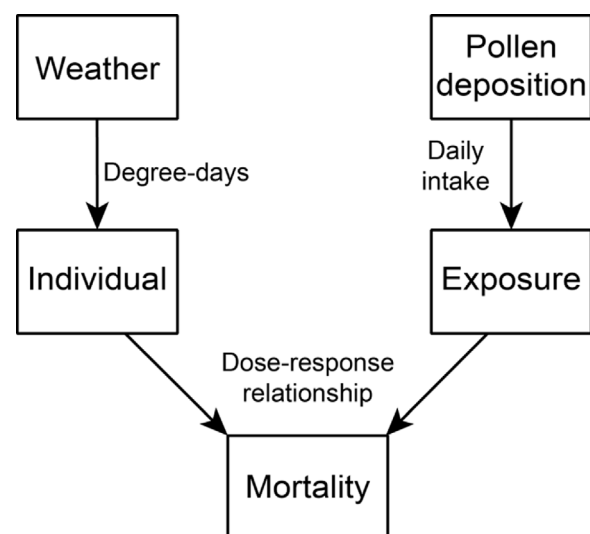 Weather
Pollen
deposition
Degree-days
Daily
intake
Individual
Exposure
Dose-response
relationship
Mortality